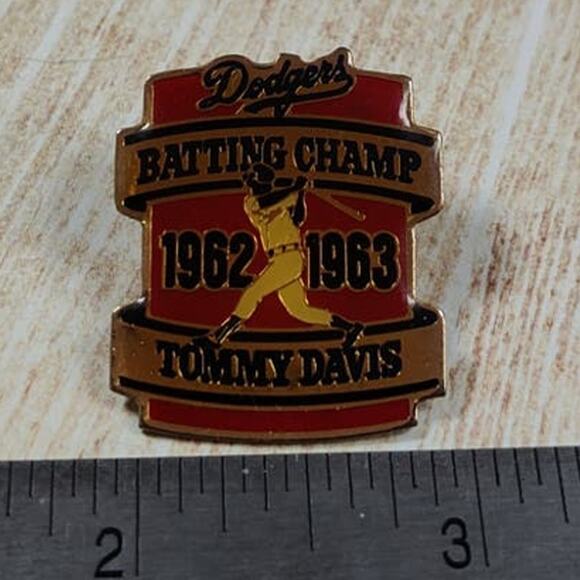 Dodgers
BATTING CHAMP
1962 1963
TOMMY DAVIS
2 3